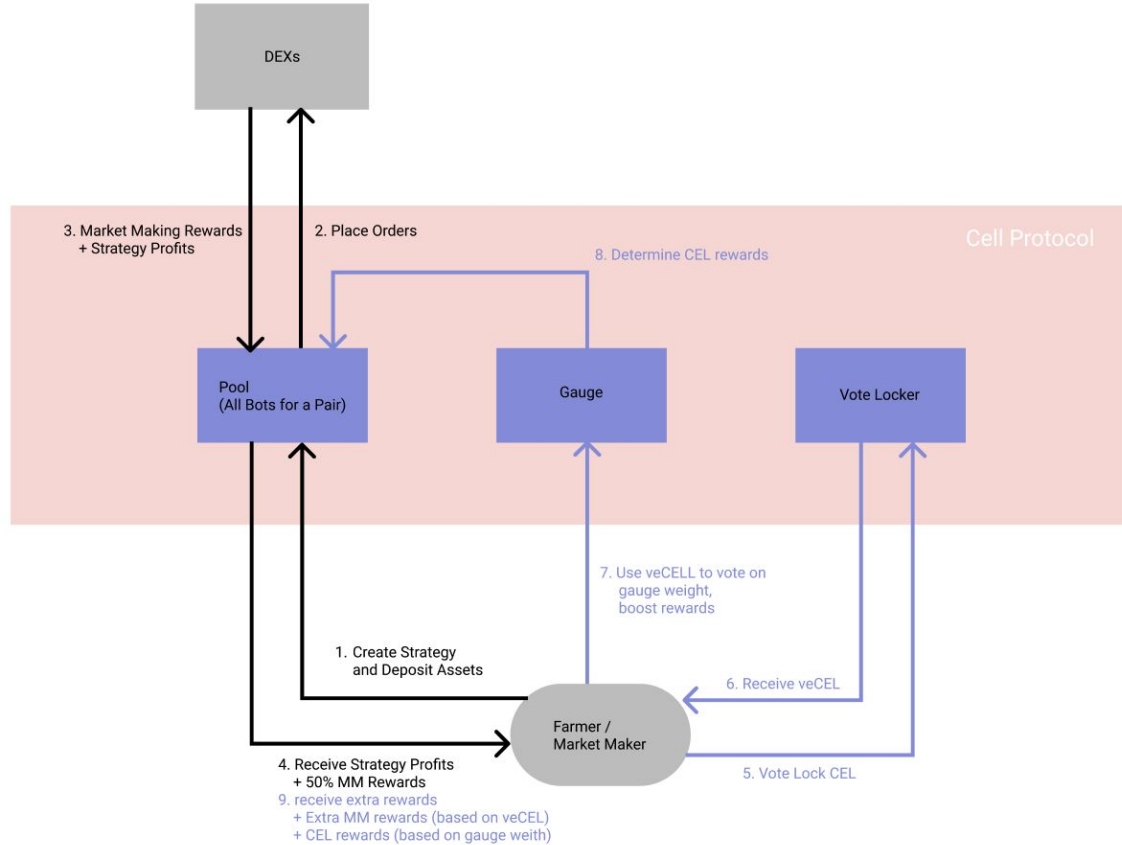 DEXs
3. Market Making Rewards
+ Strategy Profits
2. Place Orders
Cell Protocol
8. Determine CEL rewards
Pool
(All Bots for a Pair)
Gauge
Vote Locker
7. Use veCELL to vote on
gauge weight,
boost rewards
1. Create Strategy
and Deposit Assets
6. Receive veCEL
Farmer /
Market Maker
4. Receive Strategy Profits
+ 50% MM Rewards
5. Vote Lock CEL
9. receive extra rewards
+ Extra MM rewards (based on veCEL)
+ CEL rewards (based on gauge weith)